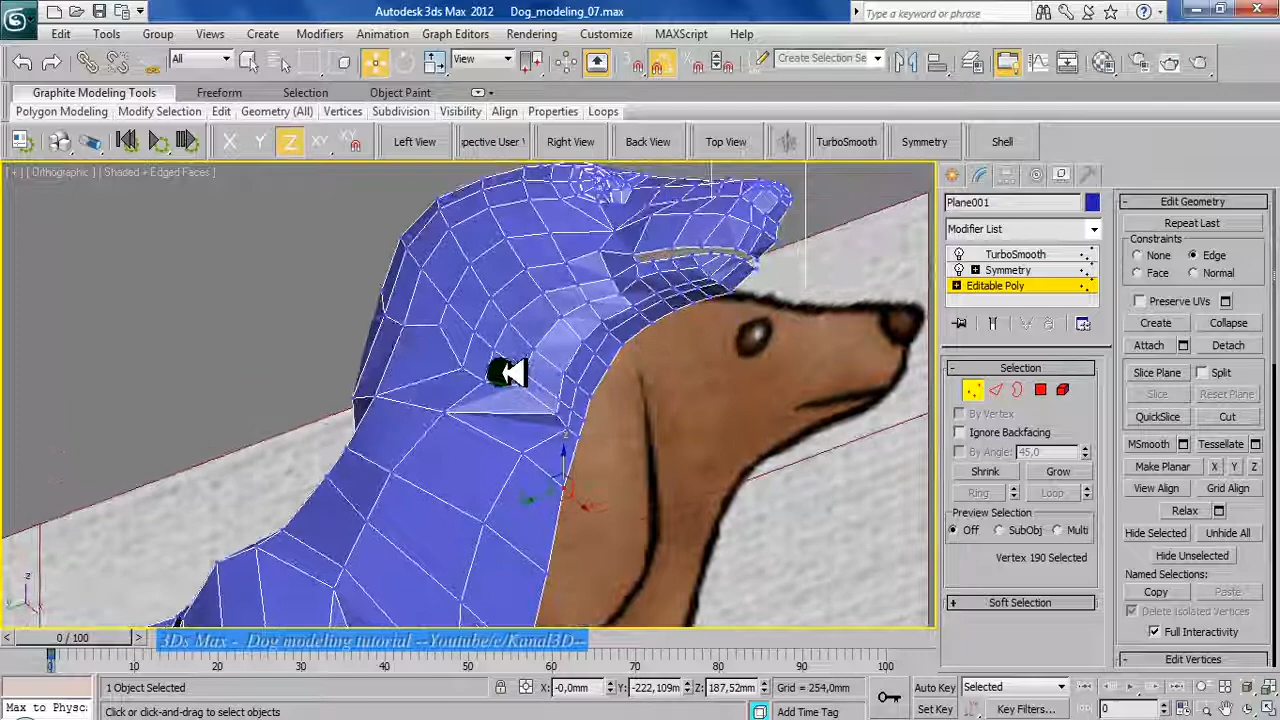 Autodesk 3ds Max 2012 Dog_modeling_07.max
Type a keyword or phrase
Edit Tools Group Views Create Modifiers Animation Graph Editors Rendering Customize MAXScript Help
All View Create Selection Se
Graphite Modeling Tools Freeform Selection Object Paint
Polygon Modeling Modify Selection Edit Geometry (All) Vertices Subdivision Visibility Align Properties Loops
X Y Z XY XY Left View spective User V Right View Back View Top View TurboSmooth Symmetry Shell
[ + ] [ Orthographic ] [ Shaded + Edged Faces ]
Plane001
Modifier List
TurboSmooth
Symmetry
Editable Poly
- Selection
By Vertex
Ignore Backfacing
By Angle: 45,0
Shrink Grow
Ring Loop
Preview Selection
Off SubObj Multi
Vertex 190 Selected
+ Soft Selection
- Edit Geometry
Repeat Last
Constraints
None Edge
Face Normal
Preserve UVs
Create Collapse
Attach Detach
Slice Plane Split
Slice Reset Plane
QuickSlice Cut
MSmooth Tessellate
Make Planar X Y Z
View Align Grid Align
Relax
Hide Selected Unhide All
Hide Unselected
Named Selections:
Copy Paste
Delete Isolated Vertices
Full Interactivity
- Edit Vertices
z
z
< 0 / 100 >
3Ds Max - Dog modeling tutorial --Youtube/c/Kanal3D--
0 10 20 30 40 50 60 70 80 90 100
1 Object Selected X: -0,0mm Y: -222,109m Z: 187,52mm Grid = 254,0mm Auto Key Selected
Max to Physc Click or click-and-drag to select objects Add Time Tag Set Key Key Filters... 0